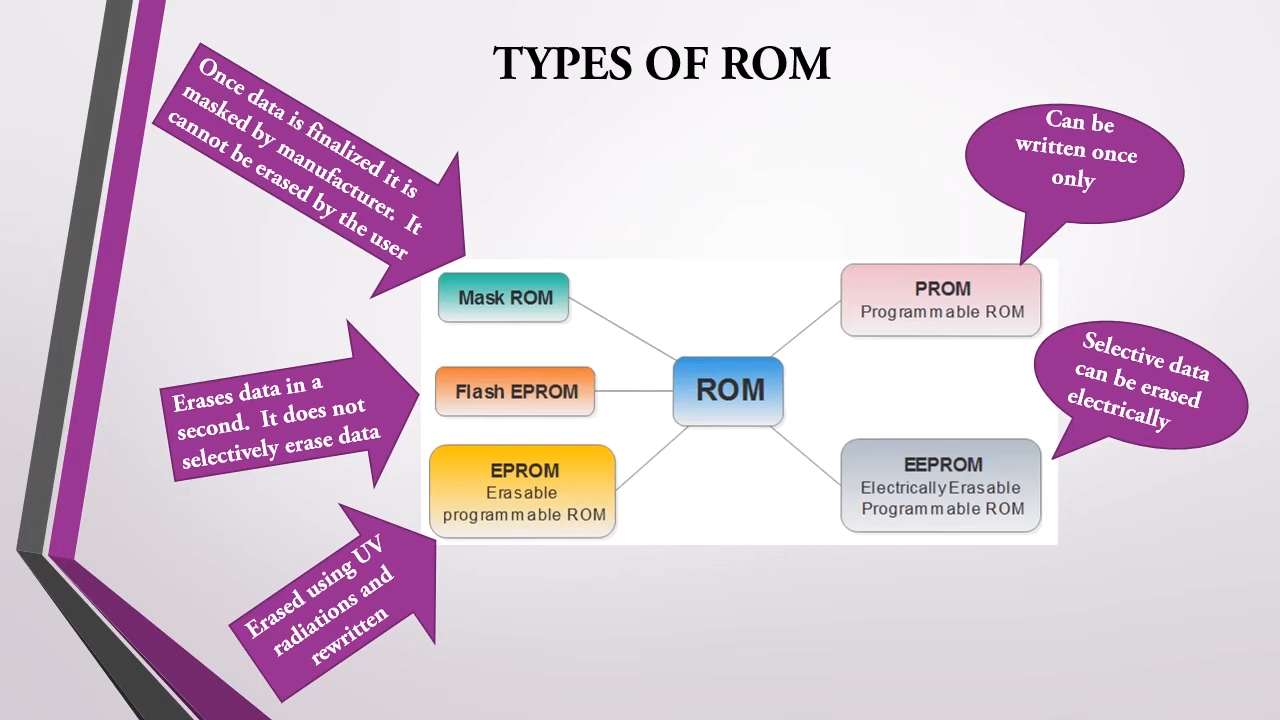 TYPES OF ROM
Once data is finalized it is
masked by manufacturer.  It
cannot be erased by the user
Can be
written once
only
Mask ROM
PROM
Programmable ROM
Erases data in a
second.  It does not
selectively erase data
Flash EPROM
ROM
Selective data
can be erased
electrically
EPROM
Erasable
programmable ROM
EEPROM
Electrically Erasable
Programmable ROM
Erased using UV
radiations and
rewritten